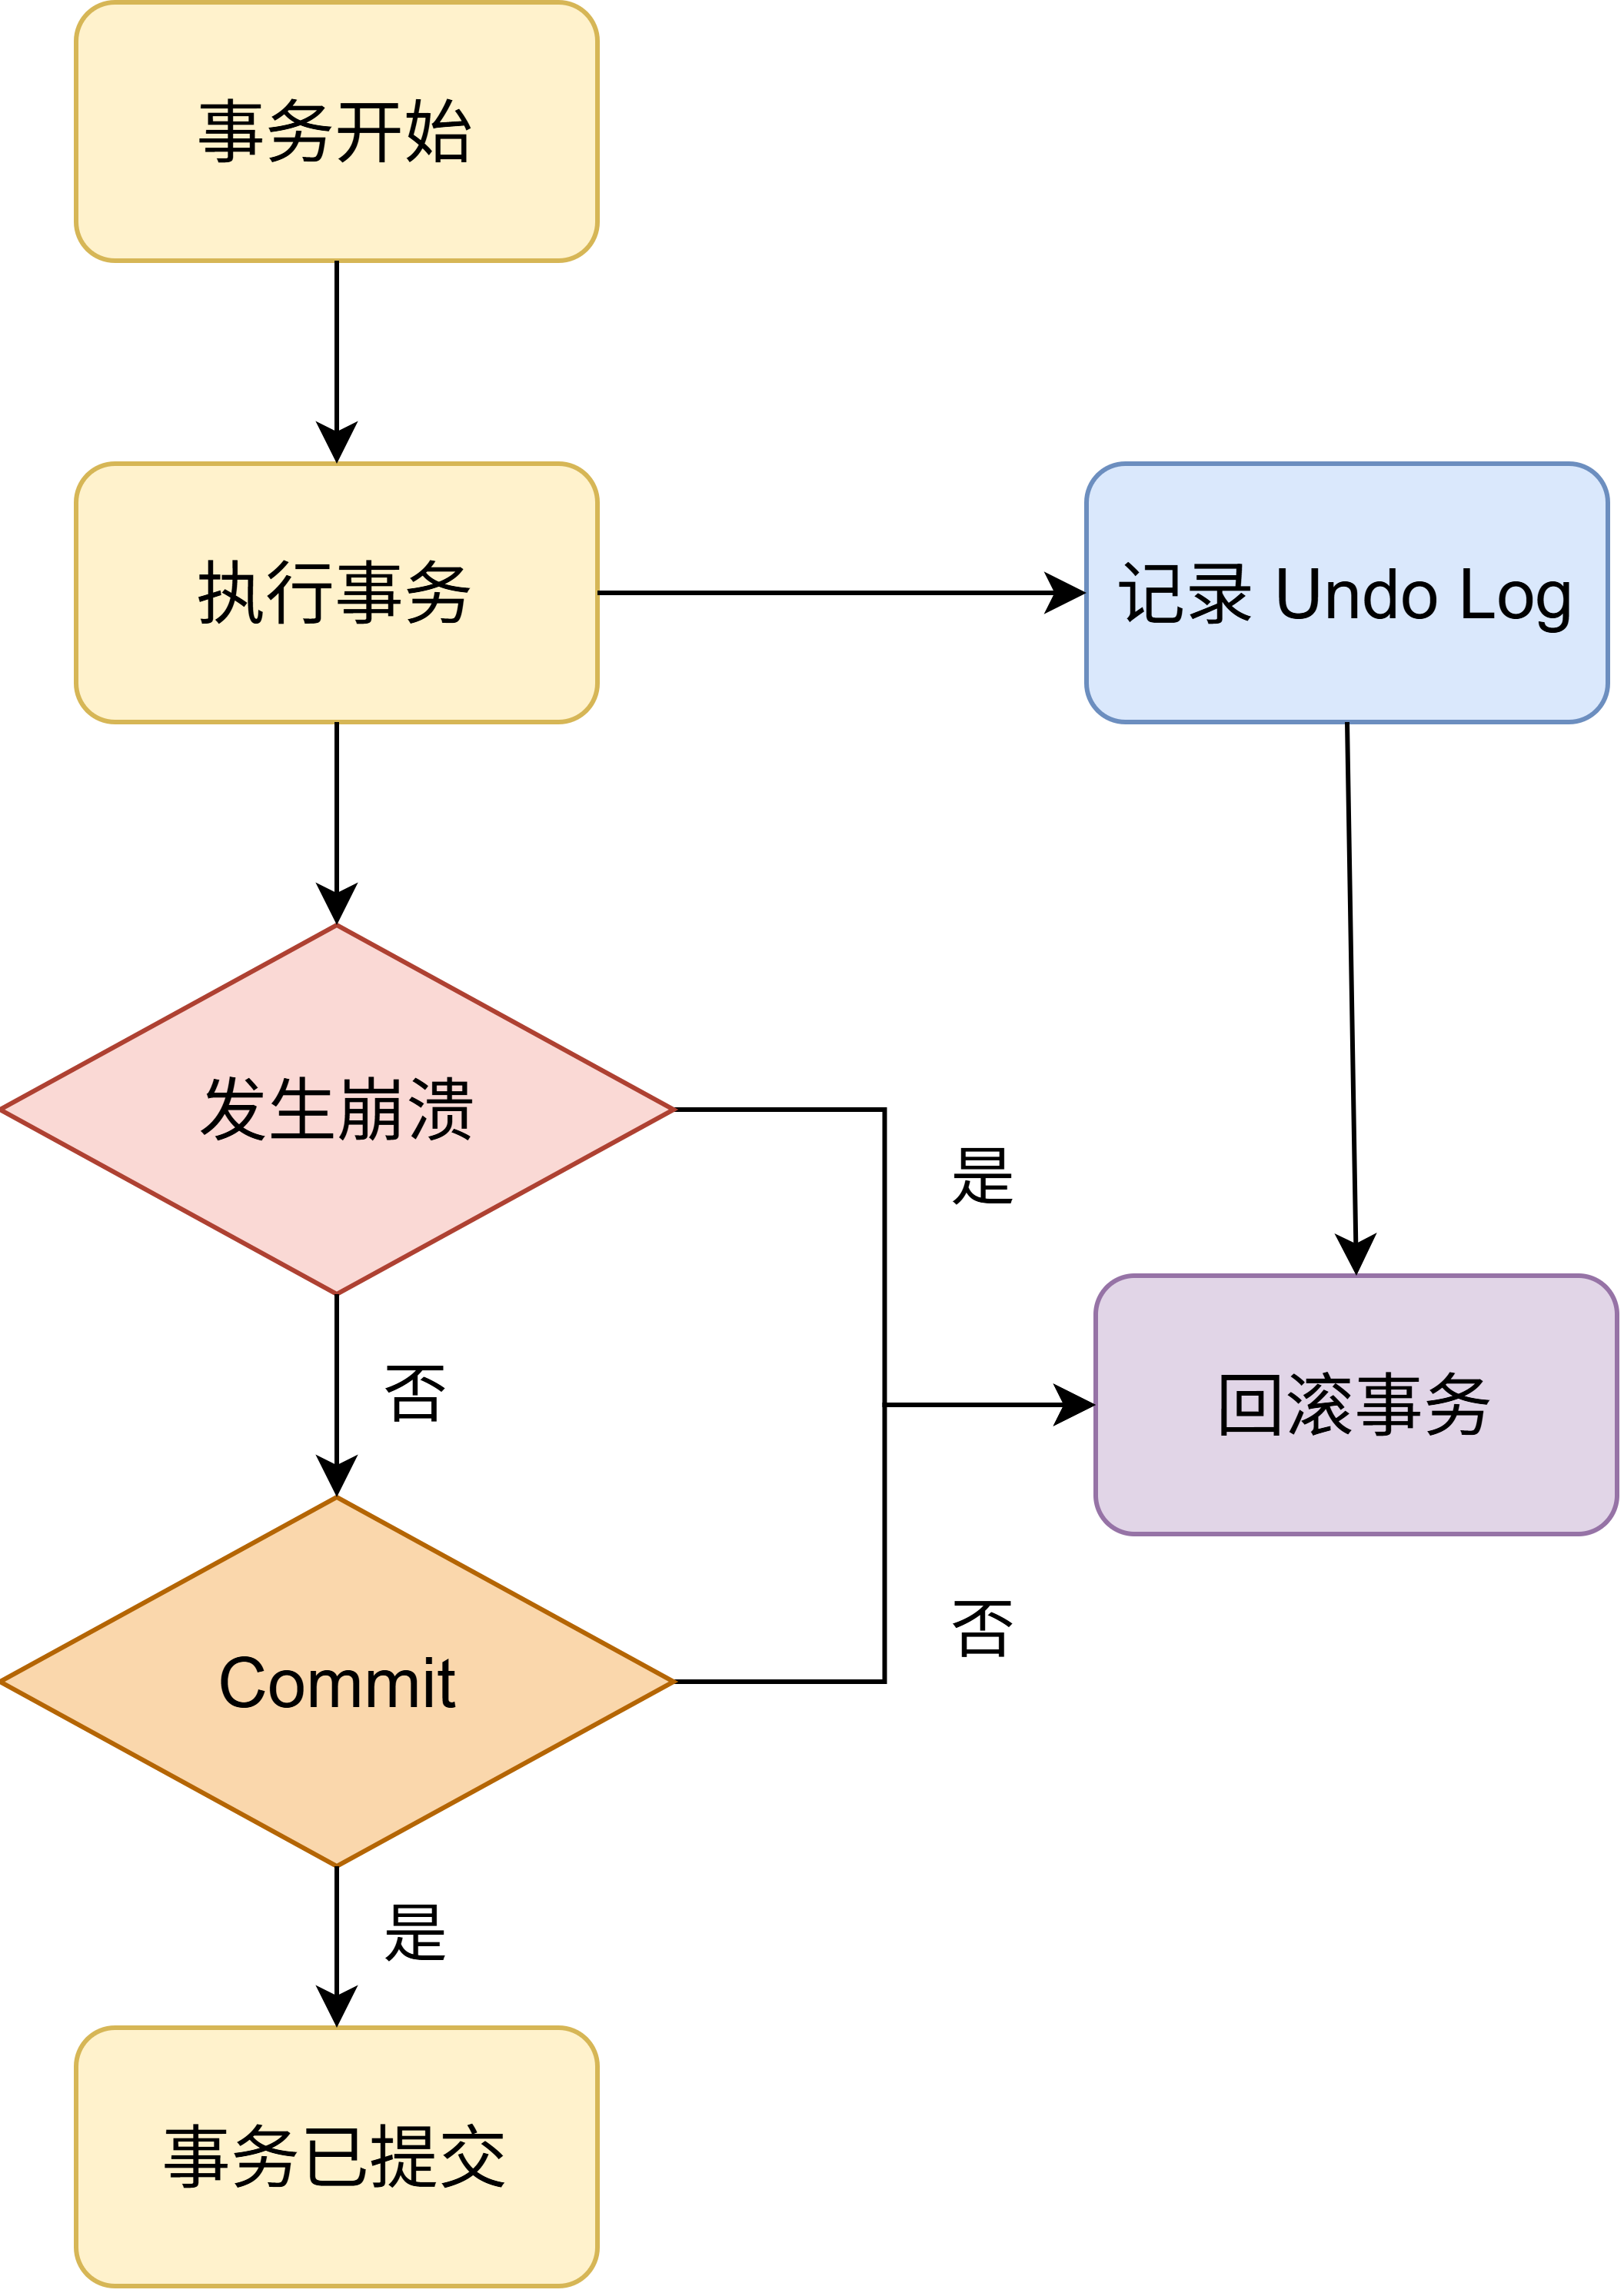 事务开始
执行事务
记录 Undo Log
发生崩溃
是
否
回滚事务
否
Commit
是
事务已提交